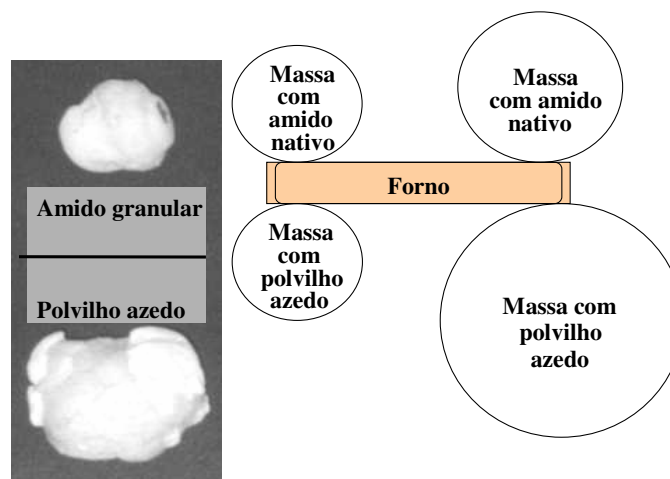 Amido granular
Polvilho azedo
Massa
com
amido
nativo
Massa
com amido
nativo
Forno
Massa
com
polvilho
azedo
Massa com
polvilho
azedo